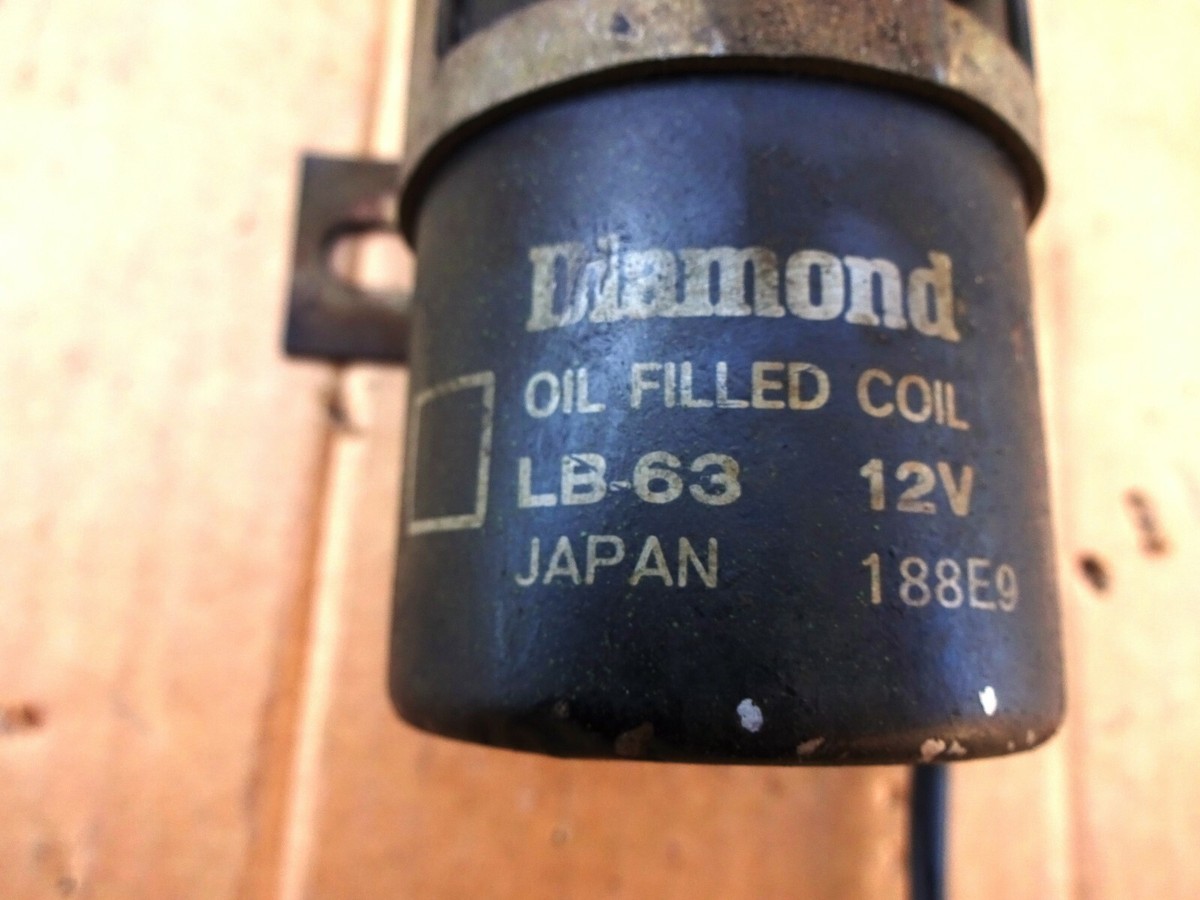 Diamond
OIL FILLED COIL
LB-63 12V
JAPAN 188E9